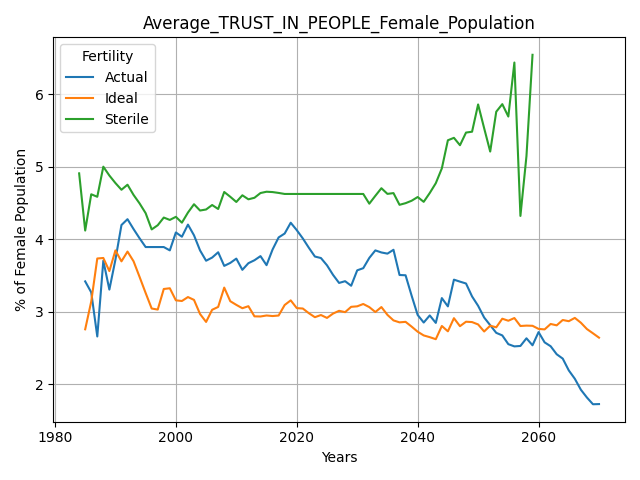 Average_TRUST_IN_PEOPLE_Female_Population
Fertility
Actual
Ideal
Sterile
% of Female Population
6
5
4
3
2
1980
2000
2020
2040
2060
Years